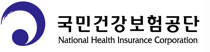 국민건강보험공단
National Health Insurance Corporation